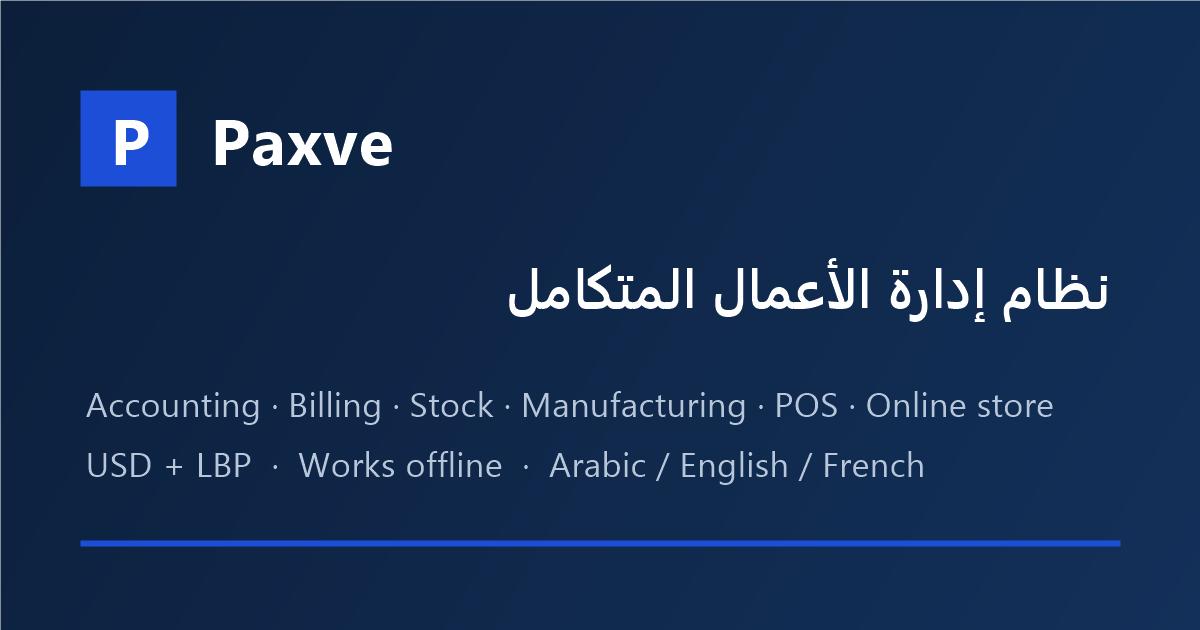 P Paxve
نظام إدارة الأعمال المتكامل
Accounting · Billing · Stock · Manufacturing · POS · Online store
USD + LBP · Works offline · Arabic / English / French